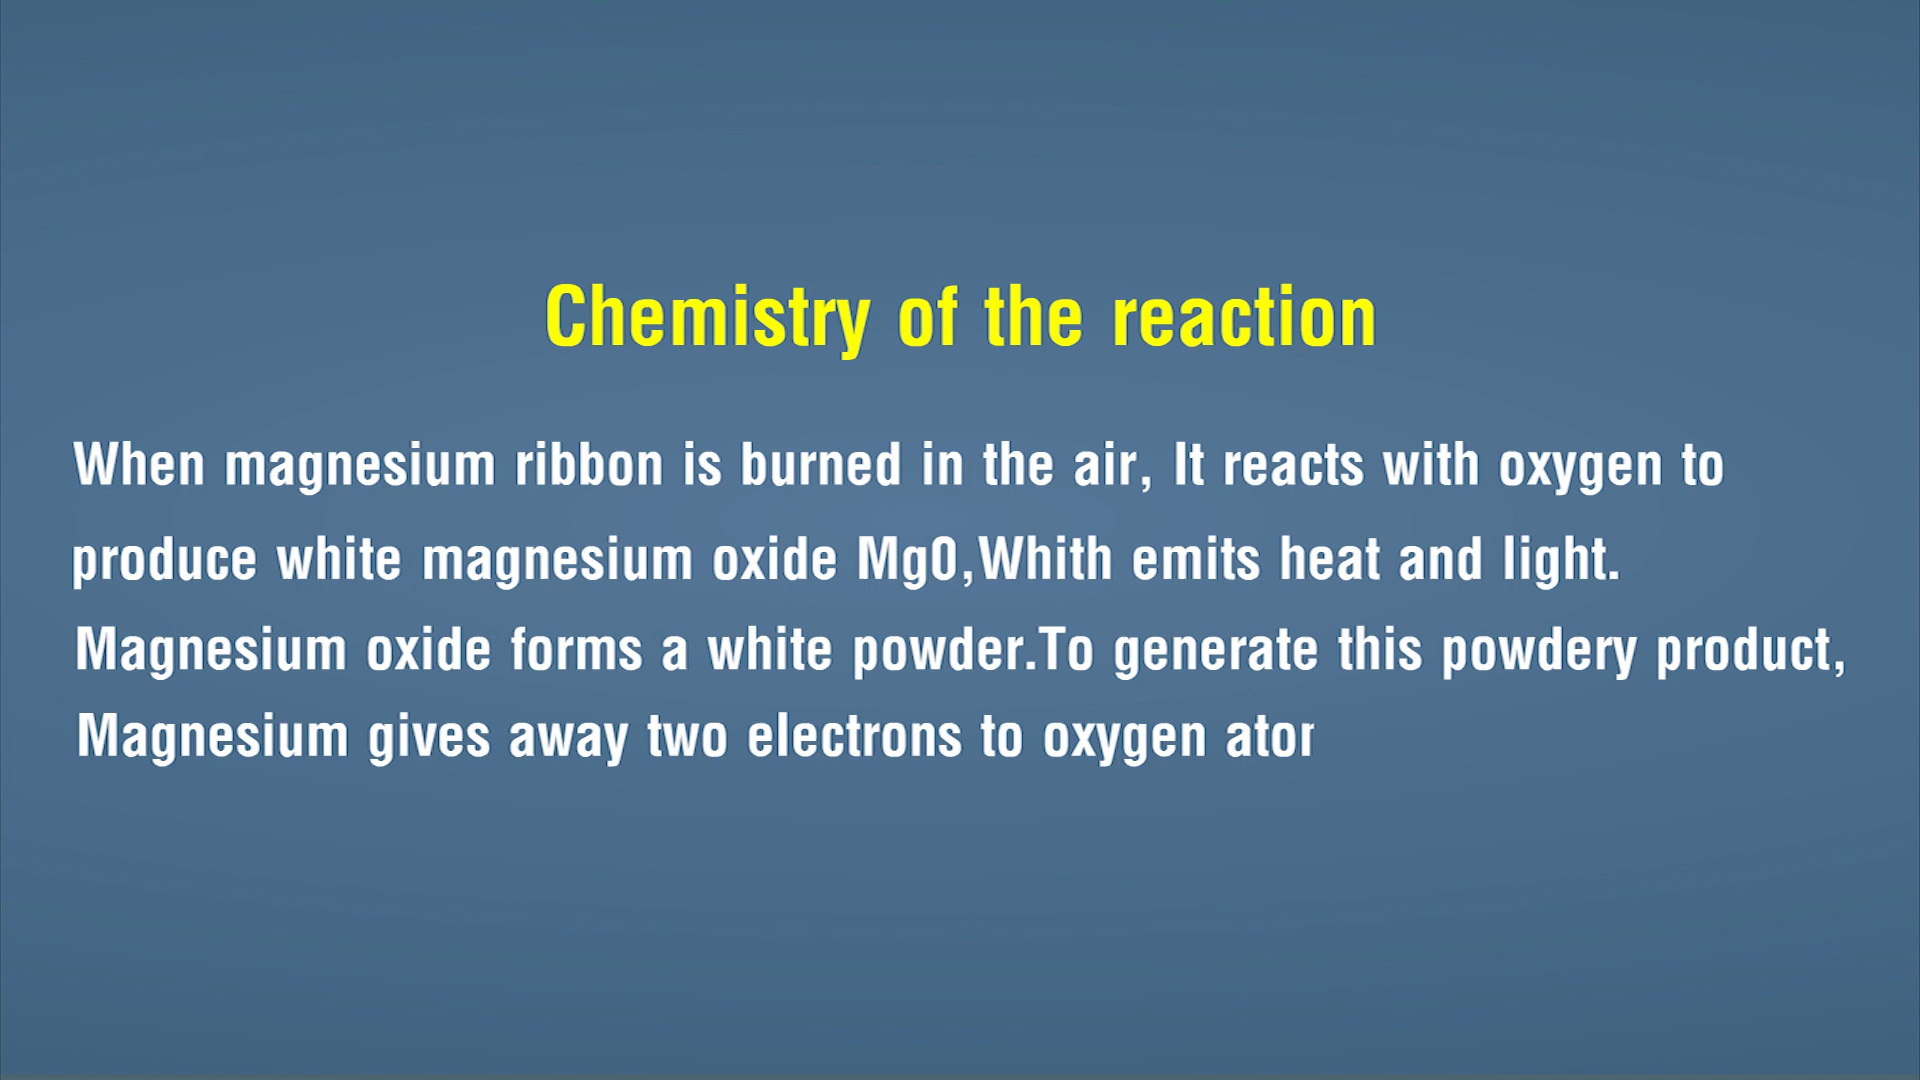 Chemistry of the reaction
When magnesium ribbon is burned in the air, It reacts with oxygen to
produce white magnesium oxide MgO,Whith emits heat and light.
Magnesium oxide forms a white powder.To generate this powdery product,
Magnesium gives away two electrons to oxygen